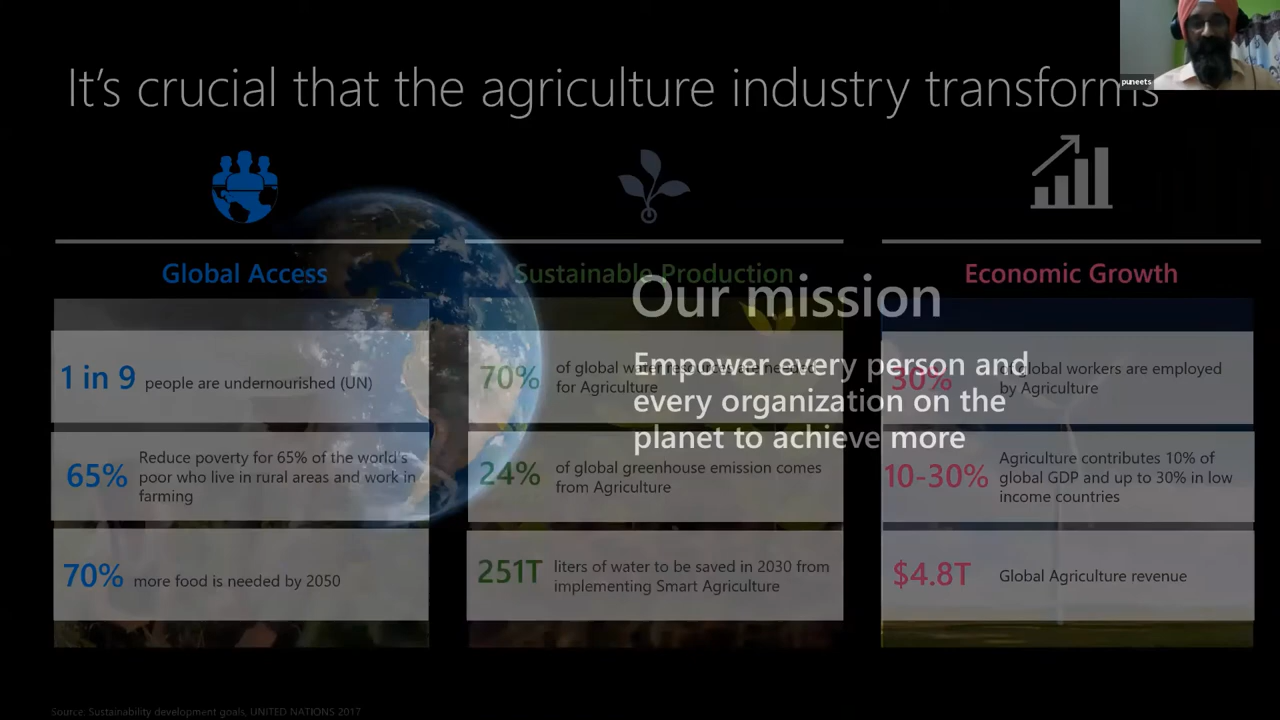 It's crucial that the agriculture industry transforms
puneets
Global Access
1 in 9 people are undernourished (UN)
65% Reduce poverty for 65% of the world's
poor who live in rural areas and work in
farming
70% more food is needed by 2050
Sustainable Production
70% of global water resources are needed
for Agriculture
24% of global greenhouse emission comes
from Agriculture
251T liters of water to be saved in 2030 from
implementing Smart Agriculture
Economic Growth
30% of global workers are employed
by Agriculture
10-30% Agriculture contributes 10% of
global GDP and up to 30% in low
income countries
$4.8T Global Agriculture revenue
Our mission
Empower every person and
every organization on the
planet to achieve more
Source: Sustainability development goals, UNITED NATIONS 2017